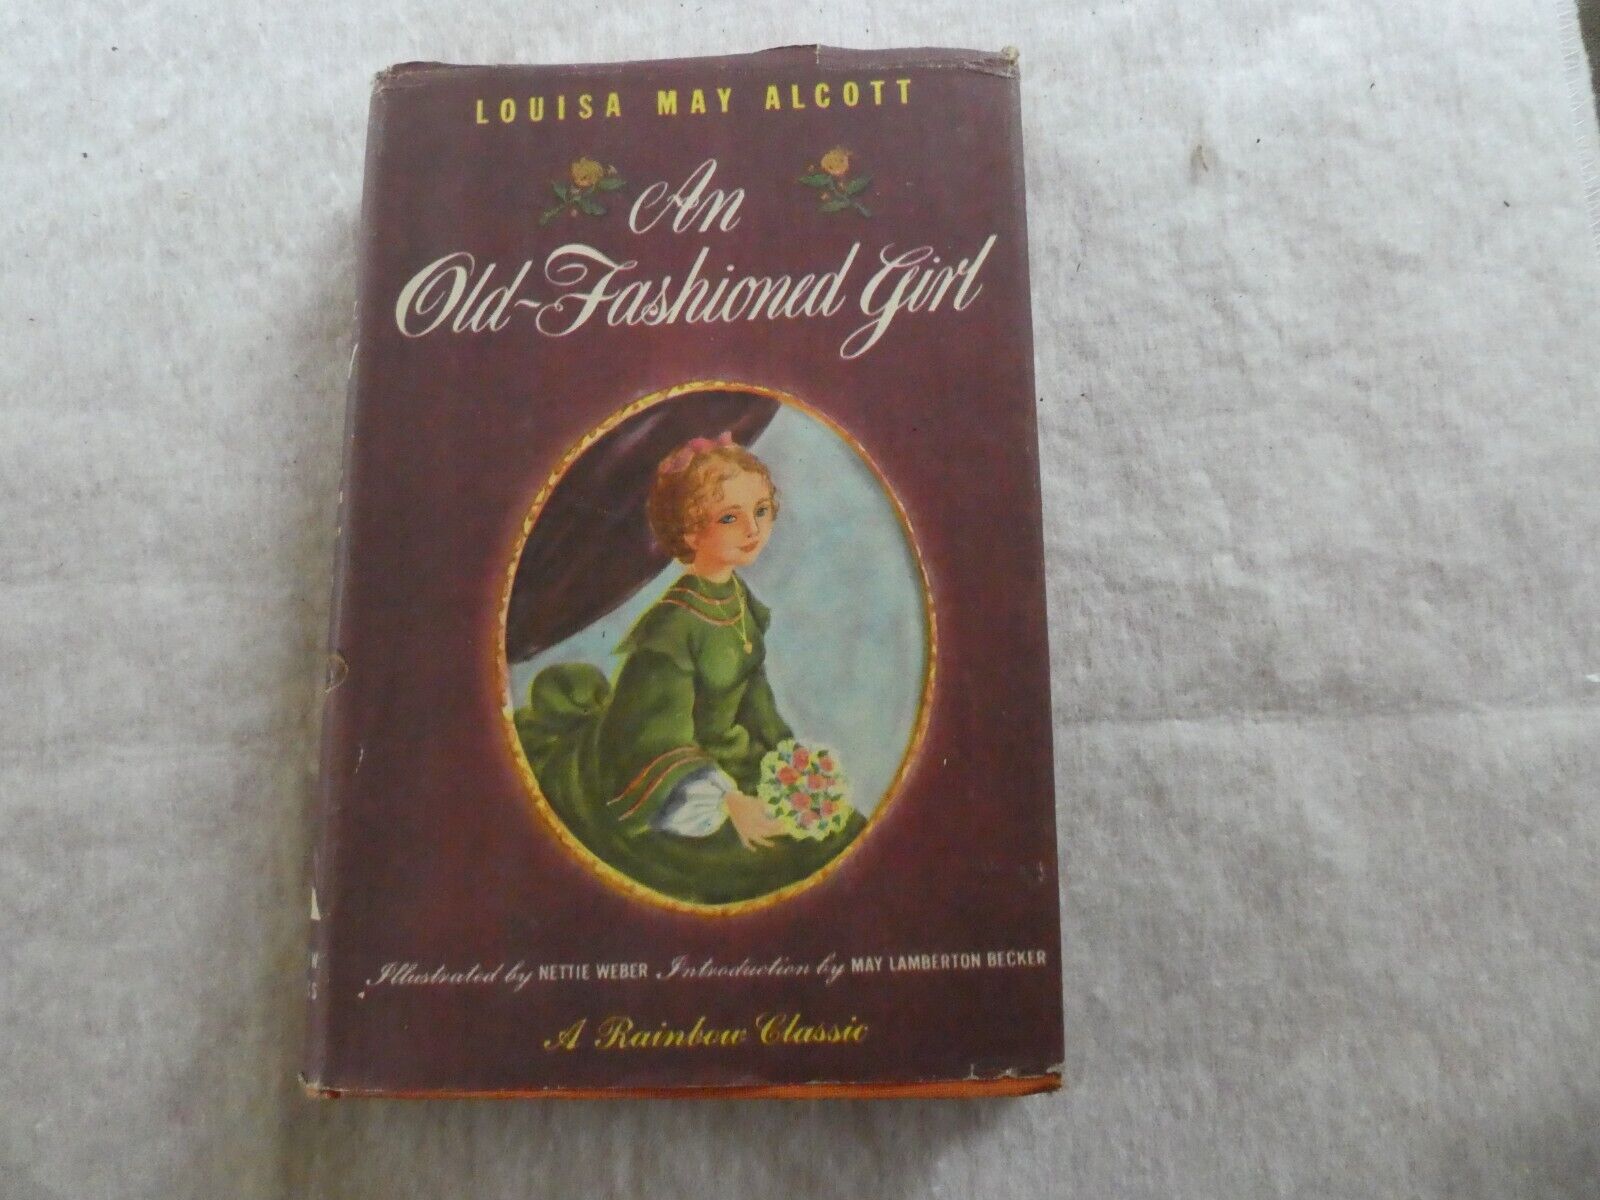 LOUISA MAY ALCOTT
An
Old-Fashioned Girl
Illustrated by NETTIE WEBER Introduction by MAY LAMBERTON BECKER
A Rainbow Classic